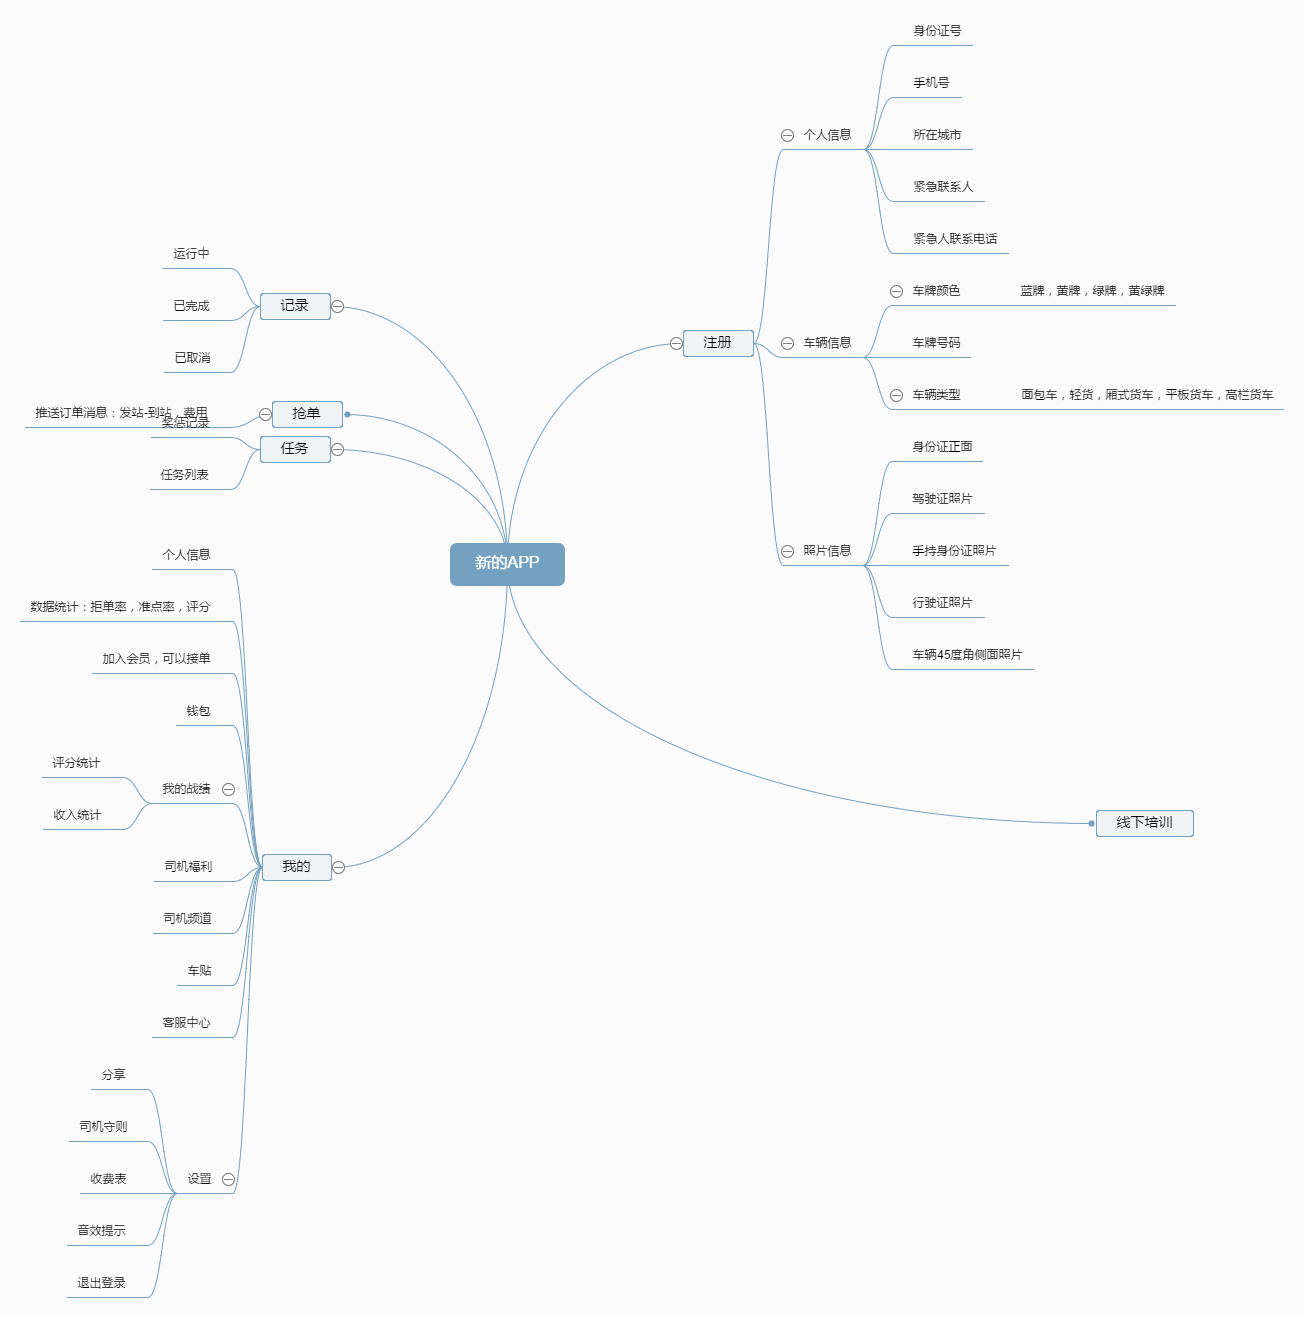 新的APP
注册
个人信息
身份证号
手机号
所在城市
紧急联系人
紧急人联系电话
车辆信息
车牌颜色
蓝牌，黄牌，绿牌，黄绿牌
车牌号码
车辆类型
面包车，轻货，厢式货车，平板货车，高栏货车
照片信息
身份证正面
驾驶证照片
手持身份证照片
行驶证照片
车辆45度角侧面照片
线下培训
记录
运行中
已完成
已取消
抢单
推送订单消息：发站-到站，费用
任务
奖惩记录
任务列表
我的
个人信息
数据统计：拒单率，准点率，评分
加入会员，可以接单
钱包
我的战绩
评分统计
收入统计
司机福利
司机频道
车贴
客服中心
设置
分享
司机守则
收费表
音效提示
退出登录